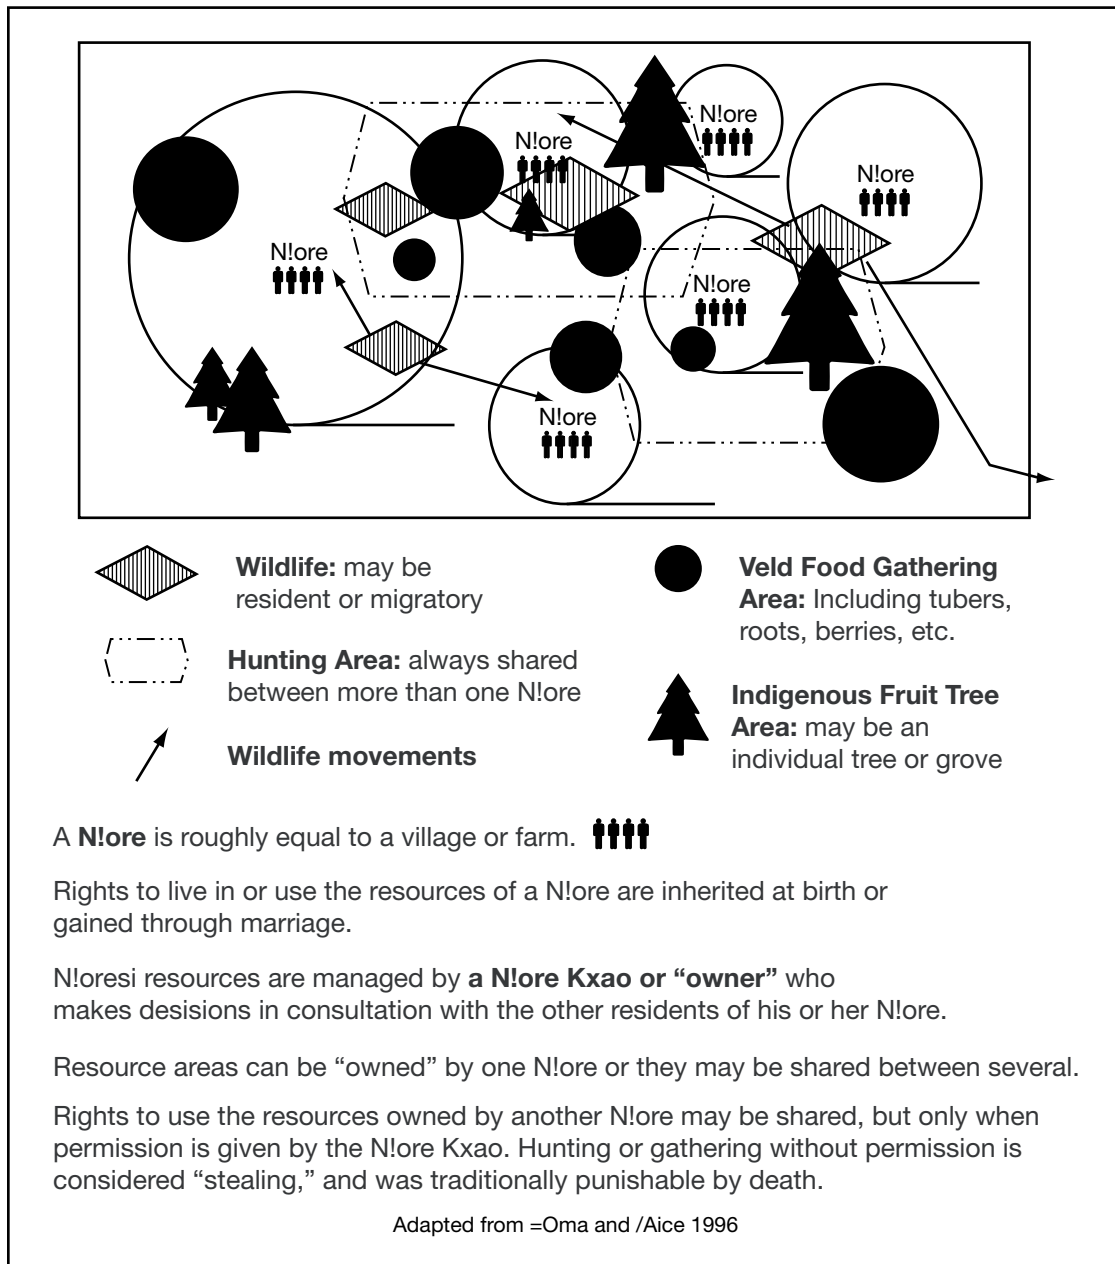 N!ore
N!ore
N!ore
N!ore
N!ore
N!ore
Wildlife: may be
resident or migratory
Hunting Area: always shared
between more than one N!ore
Wildlife movements
Veld Food Gathering
Area: Including tubers,
roots, berries, etc.
Indigenous Fruit Tree
Area: may be an
individual tree or grove
A N!ore is roughly equal to a village or farm.
Rights to live in or use the resources of a N!ore are inherited at birth or
gained through marriage.
N!oresi resources are managed by a N!ore Kxao or “owner” who
makes desisions in consultation with the other residents of his or her N!ore.
Resource areas can be “owned” by one N!ore or they may be shared between several.
Rights to use the resources owned by another N!ore may be shared, but only when
permission is given by the N!ore Kxao. Hunting or gathering without permission is
considered “stealing,” and was traditionally punishable by death.
Adapted from =Oma and /Aice 1996